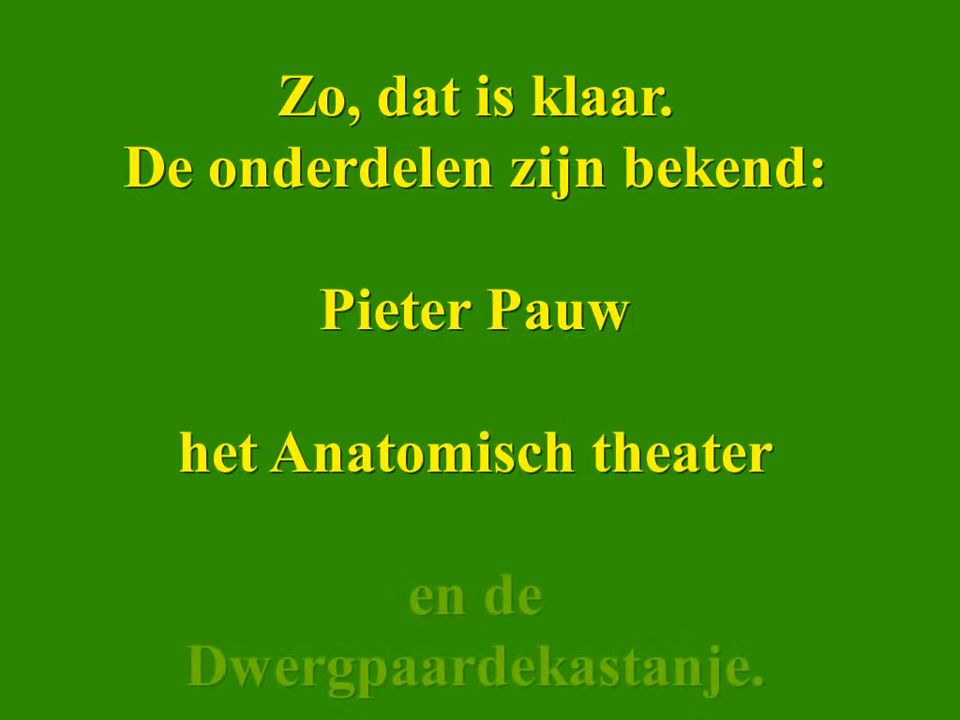 Zo, dat is klaar.
De onderdelen zijn bekend:
Pieter Pauw
het Anatomisch theater
en de
Dwergpaardekastanje.